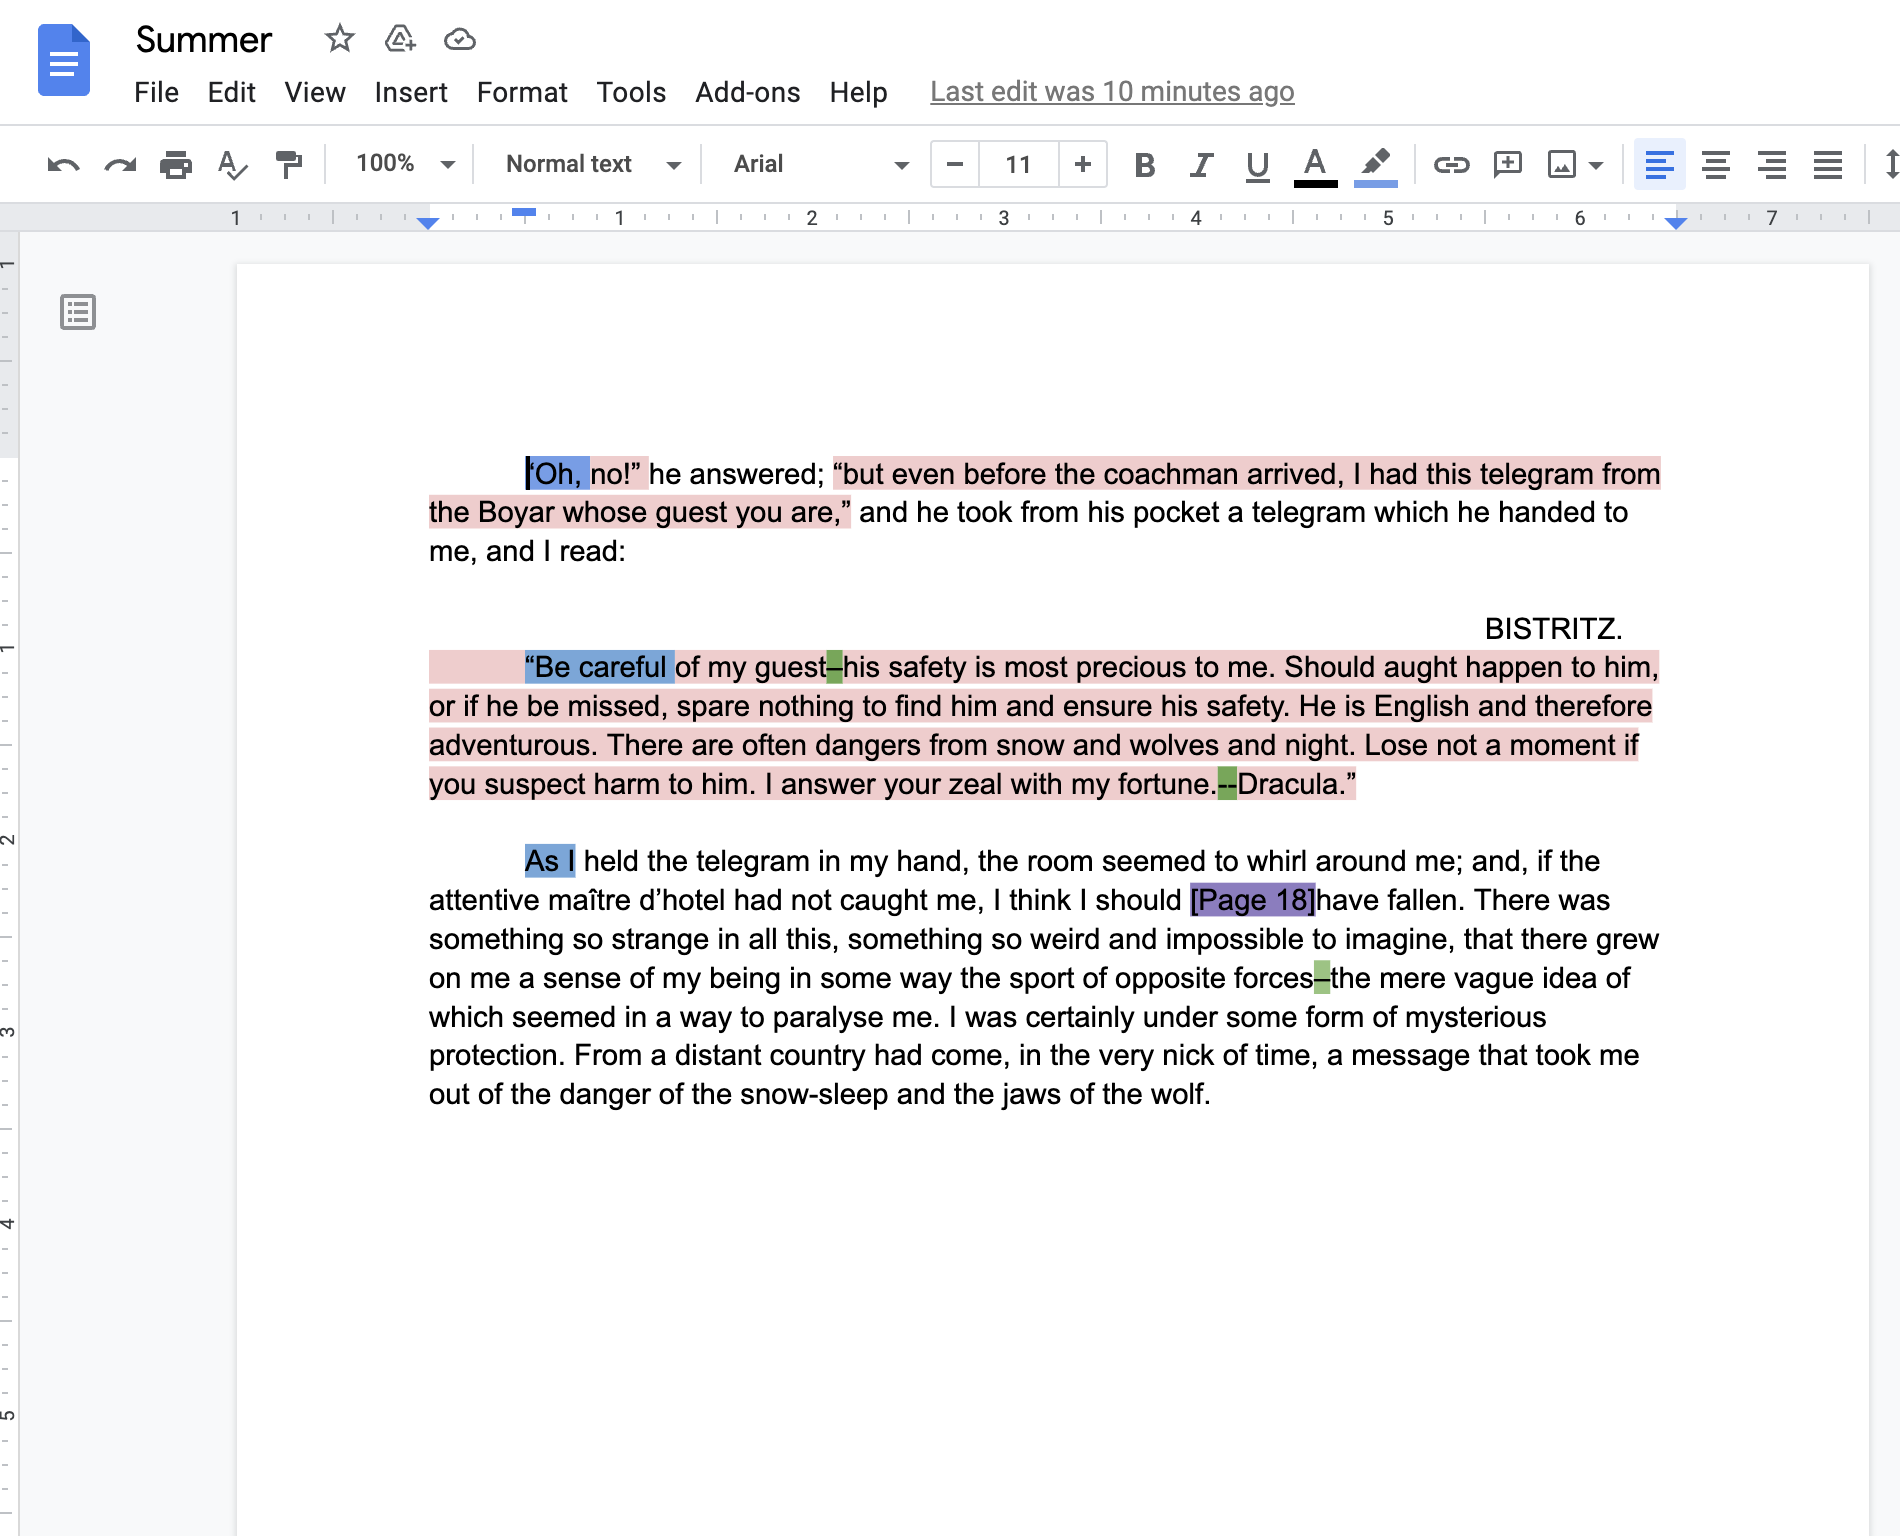 Summer
File Edit View Insert Format Tools Add-ons Help Last edit was 10 minutes ago
100% Normal text Arial − 11 + B I U A
1 1 2 3 4 5 6 7
“Oh, no!” he answered; “but even before the coachman arrived, I had this telegram from
the Boyar whose guest you are,” and he took from his pocket a telegram which he handed to
me, and I read:
BISTRITZ.
“Be careful of my guest–his safety is most precious to me. Should aught happen to him,
or if he be missed, spare nothing to find him and ensure his safety. He is English and therefore
adventurous. There are often dangers from snow and wolves and night. Lose not a moment if
you suspect harm to him. I answer your zeal with my fortune.--Dracula.”
As I held the telegram in my hand, the room seemed to whirl around me; and, if the
attentive maître d’hotel had not caught me, I think I should [Page 18]have fallen. There was
something so strange in all this, something so weird and impossible to imagine, that there grew
on me a sense of my being in some way the sport of opposite forces–the mere vague idea of
which seemed in a way to paralyse me. I was certainly under some form of mysterious
protection. From a distant country had come, in the very nick of time, a message that took me
out of the danger of the snow-sleep and the jaws of the wolf.
1
1
2
3
4
5